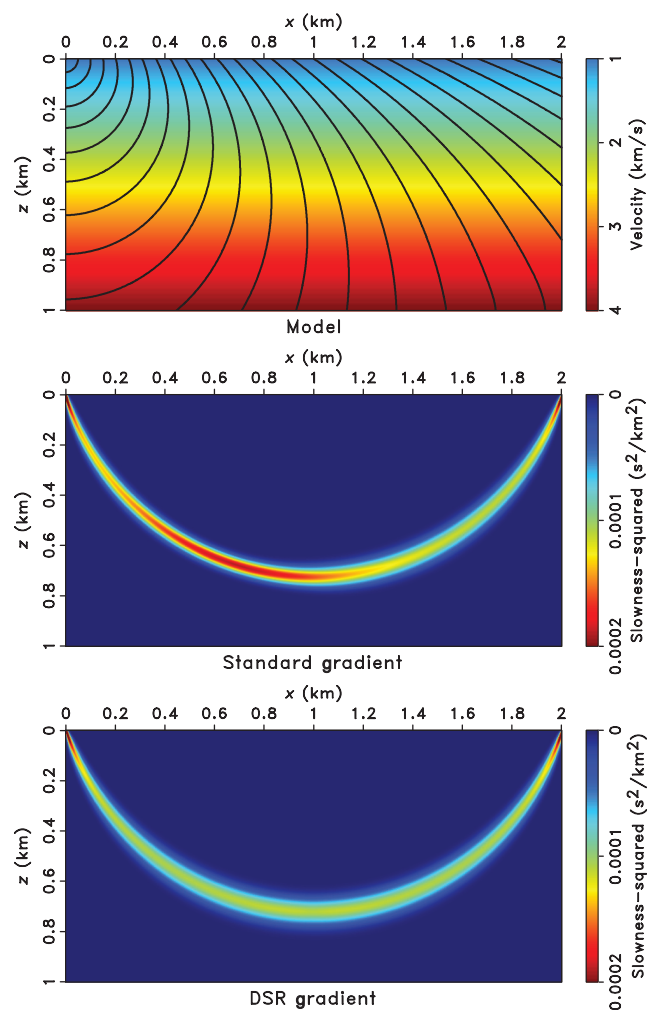 x (km)
0 0.2 0.4 0.6 0.8 1 1.2 1.4 1.6 1.8 2
z (km)
0 0.2 0.4 0.6 0.8 1
1 2 3 4
Velocity (km/s)
Model
x (km)
0 0.2 0.4 0.6 0.8 1 1.2 1.4 1.6 1.8 2
z (km)
0 0.2 0.4 0.6 0.8 1
0 0.0001 0.0002
Slowness-squared (s²/km²)
Standard gradient
x (km)
0 0.2 0.4 0.6 0.8 1 1.2 1.4 1.6 1.8 2
z (km)
0 0.2 0.4 0.6 0.8 1
0 0.0001 0.0002
Slowness-squared (s²/km²)
DSR gradient